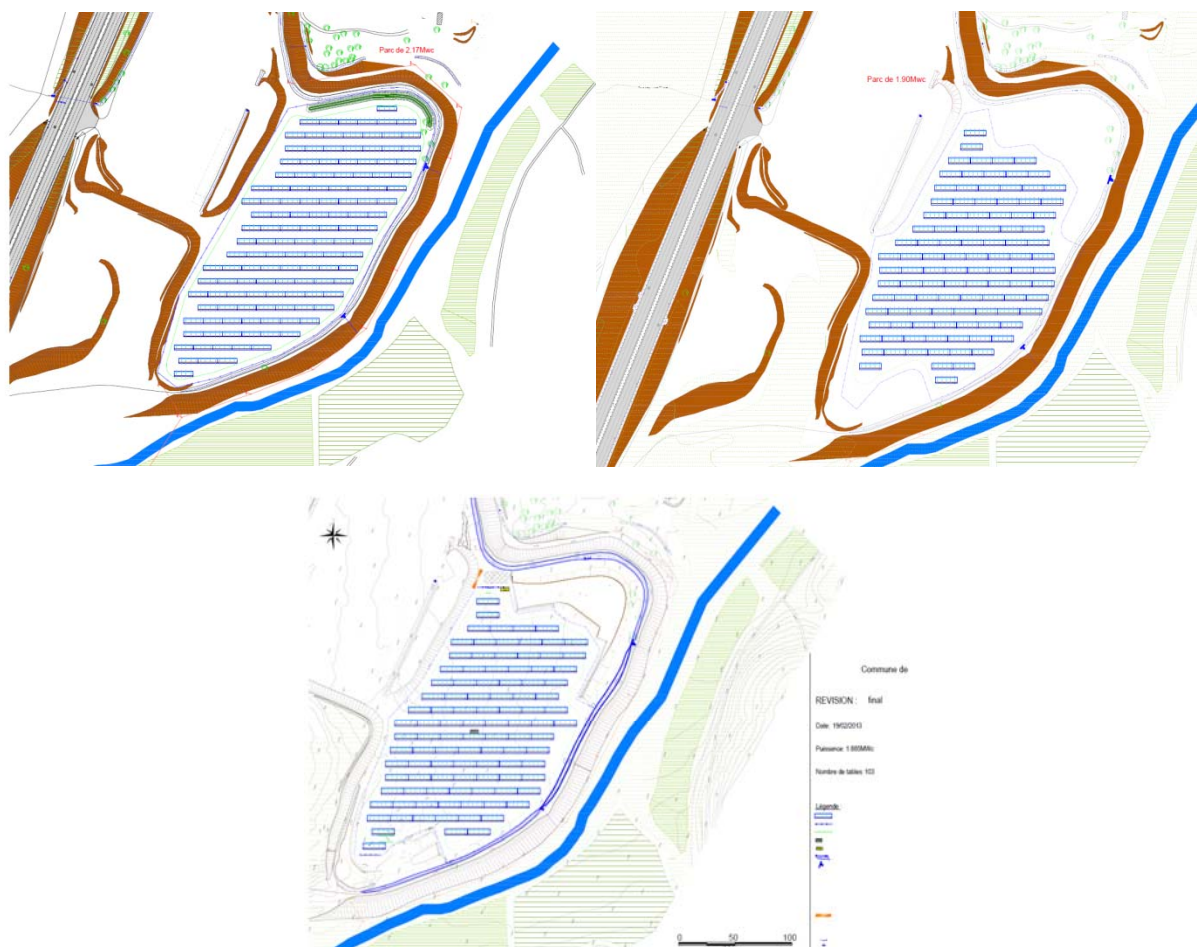 Parc de 2.17Mwc
Parc de 1.90Mwc
Commune de
REVISION : final
Date: 19/02/2013
Nombre de tables: 103
Légende :
0 50 100